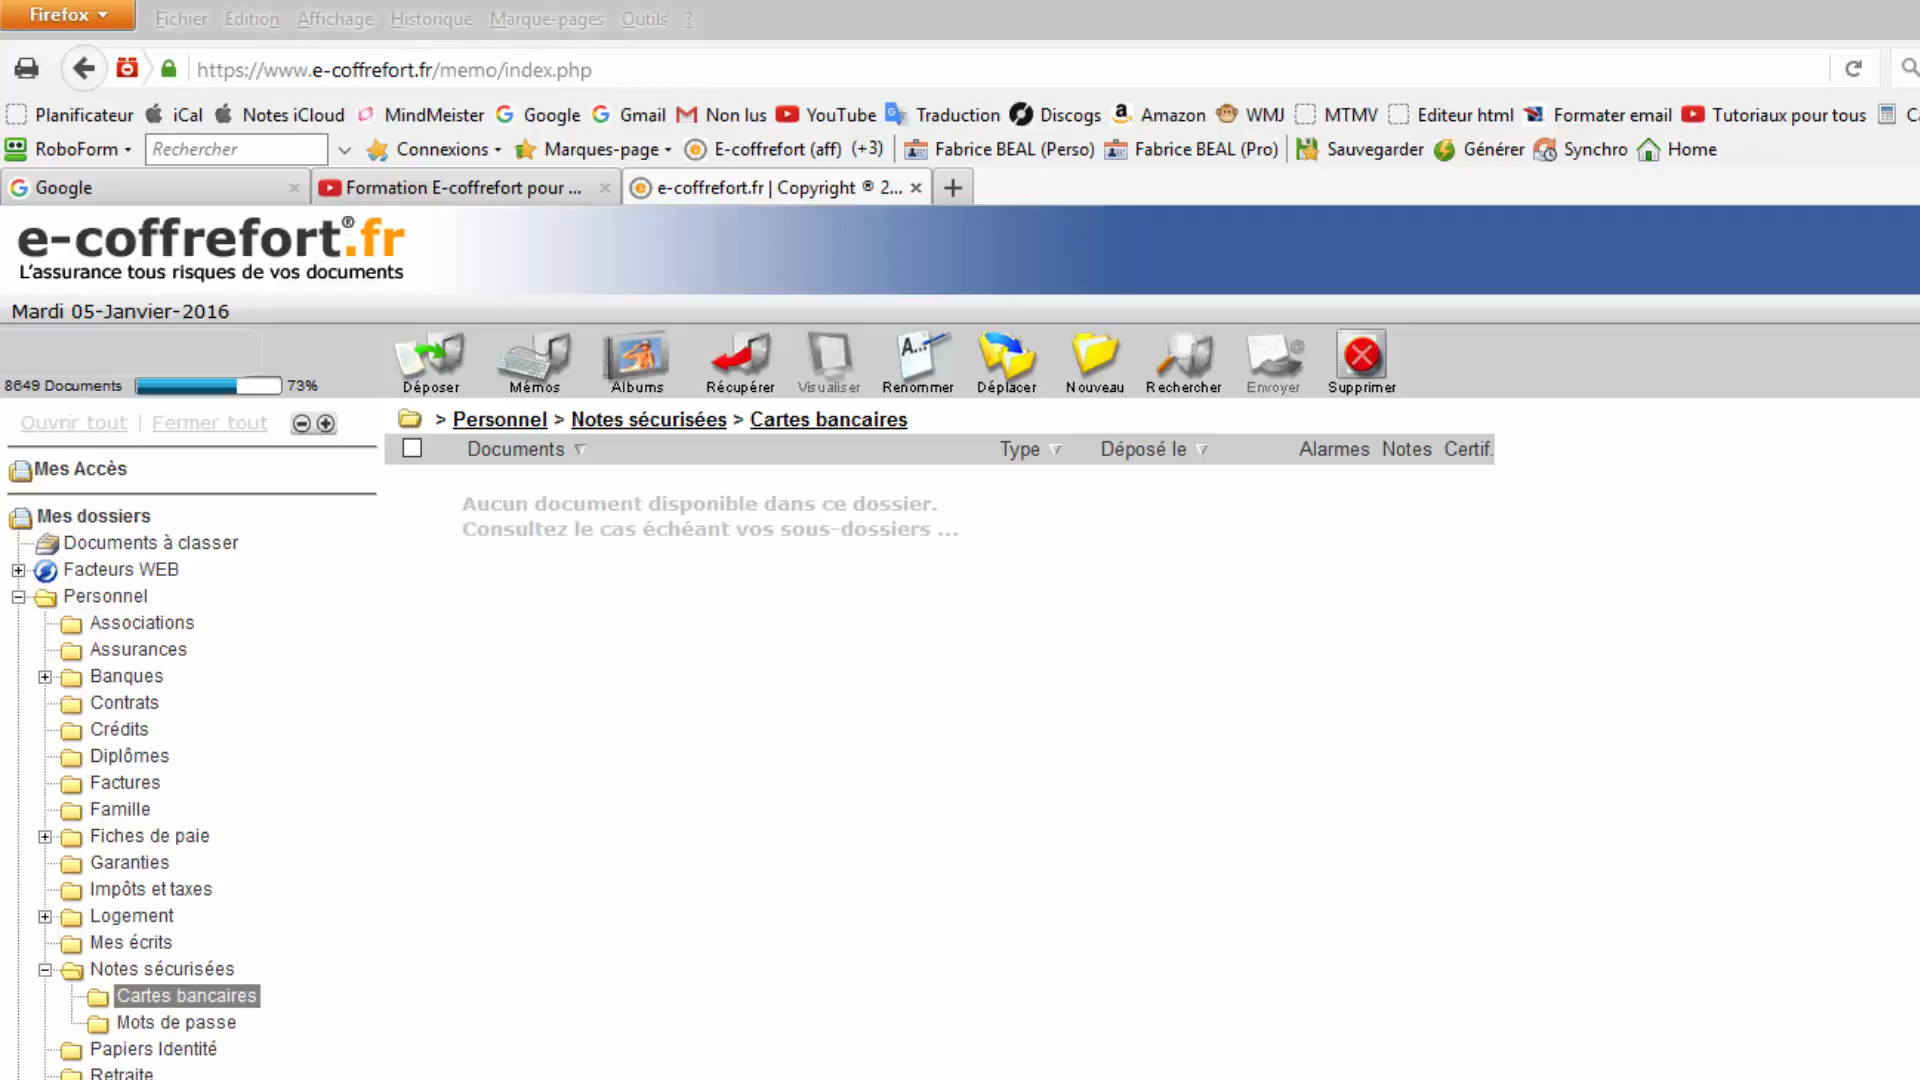 Firefox
Fichier Edition Affichage Historique Marque-pages Outils ?
https://www.e-coffrefort.fr/memo/index.php
Planificateur iCal Notes iCloud MindMeister Google Gmail Non lus YouTube Traduction Discogs Amazon WMJ MTMV Editeur html Formater email Tutoriaux pour tous
RoboForm Rechercher Connexions Marques-page E-coffrefort (aff) (+3) Fabrice BEAL (Perso) Fabrice BEAL (Pro) Sauvegarder Générer Synchro Home
Google Formation E-coffrefort pour ... e-coffrefort.fr | Copyright ® 2...
e-coffrefort®.fr
L'assurance tous risques de vos documents
Mardi 05-Janvier-2016
8649 Documents 73%
Déposer Mémos Albums Récupérer Visualiser Renommer Déplacer Nouveau Rechercher Envoyer Supprimer
Ouvrir tout | Fermer tout
> Personnel > Notes sécurisées > Cartes bancaires
Documents Type Déposé le Alarmes Notes Certif.
Aucun document disponible dans ce dossier.
Consultez le cas échéant vos sous-dossiers ...
Mes Accès
Mes dossiers
Documents à classer
Facteurs WEB
Personnel
Associations
Assurances
Banques
Contrats
Crédits
Diplômes
Factures
Famille
Fiches de paie
Garanties
Impôts et taxes
Logement
Mes écrits
Notes sécurisées
Cartes bancaires
Mots de passe
Papiers Identité
Retraite